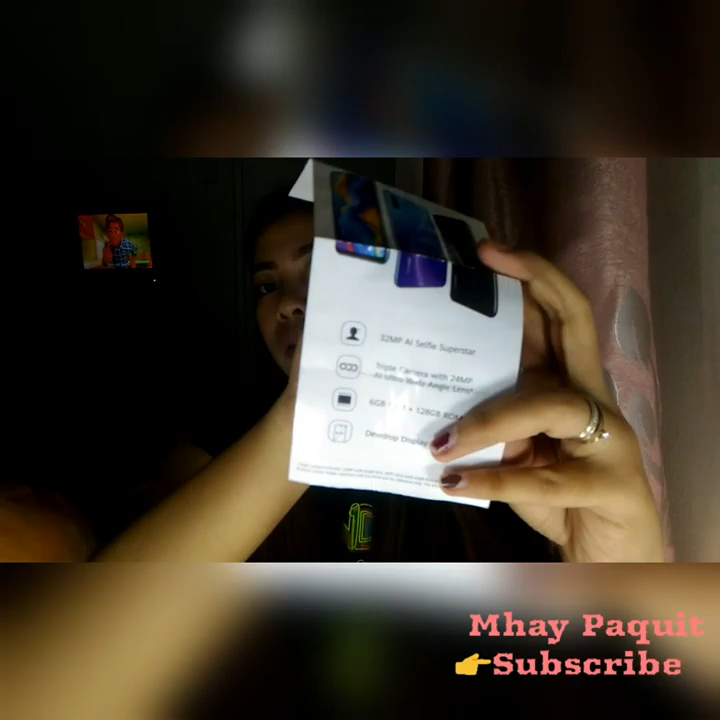 32MP AI Selfie Superstar
Triple Camera with 24MP
AI Ultra Wide Angle Lens*
6GB • 128GB ROM
Dewdrop Display
Mhay Paquit
👉Subscribe